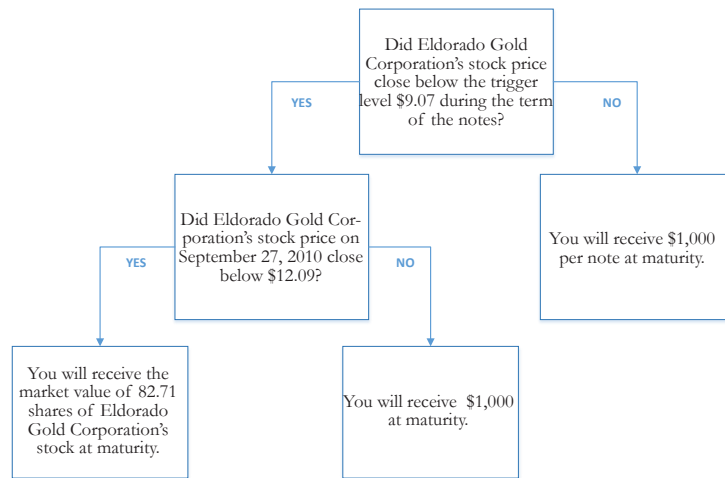 Did Eldorado Gold
Corporation's stock price
close below the trigger
level $9.07 during the term
of the notes?
YES
NO
Did Eldorado Gold Cor-
poration's stock price on
September 27, 2010 close
below $12.09?
You will receive $1,000
per note at maturity.
YES
NO
You will receive the
market value of 82.71
shares of Eldorado
Gold Corporation's
stock at maturity.
You will receive $1,000
at maturity.